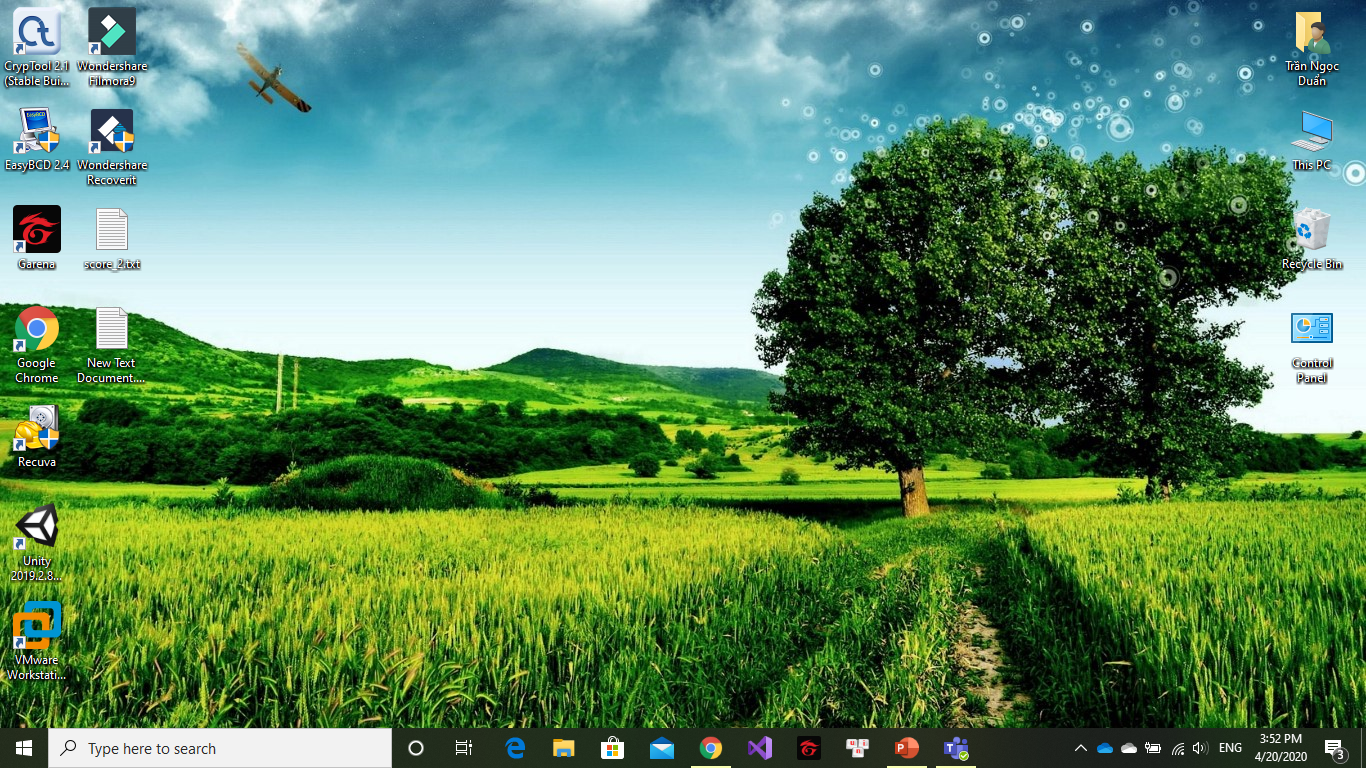 CrypTool 2.1
(Stable Bui...
Wondershare
Filmora9
EasyBCD 2.4
Wondershare
Recoverit
Garena
score_2.txt
Google
Chrome
New Text
Document....
Recuva
Unity
2019.2.8...
VMware
Workstati...
Trần Ngọc
Duẩn
This PC
Recycle Bin
Control
Panel
Type here to search
ENG
3:52 PM
4/20/2020
3